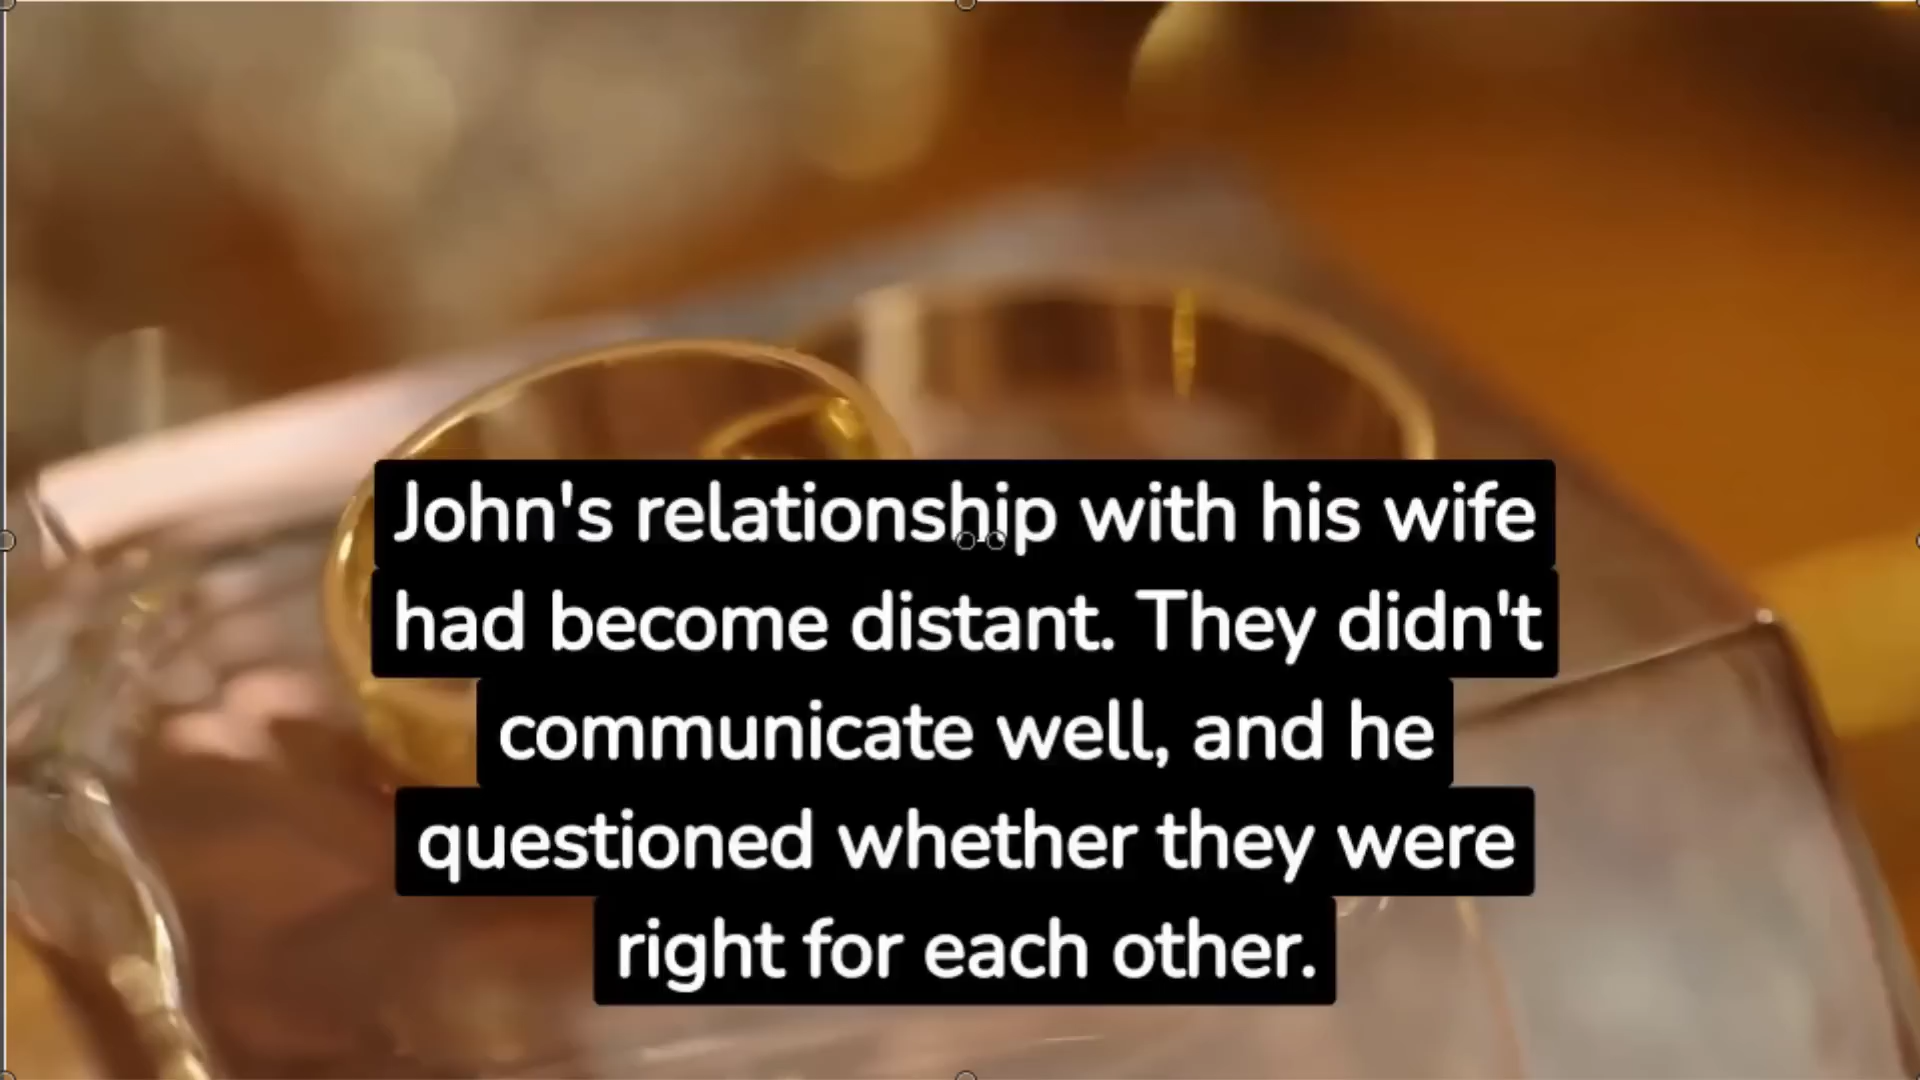 John's relationship with his wife
had become distant. They didn't
communicate well, and he
questioned whether they were
right for each other.